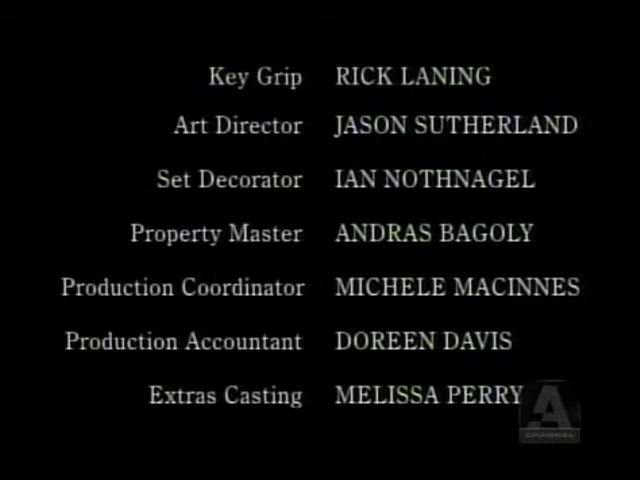 Key Grip RICK LANING
Art Director JASON SUTHERLAND
Set Decorator IAN NOTHNAGEL
Property Master ANDRAS BAGOLY
Production Coordinator MICHELE MACINNES
Production Accountant DOREEN DAVIS
Extras Casting MELISSA PERRY
A
CHANNEL